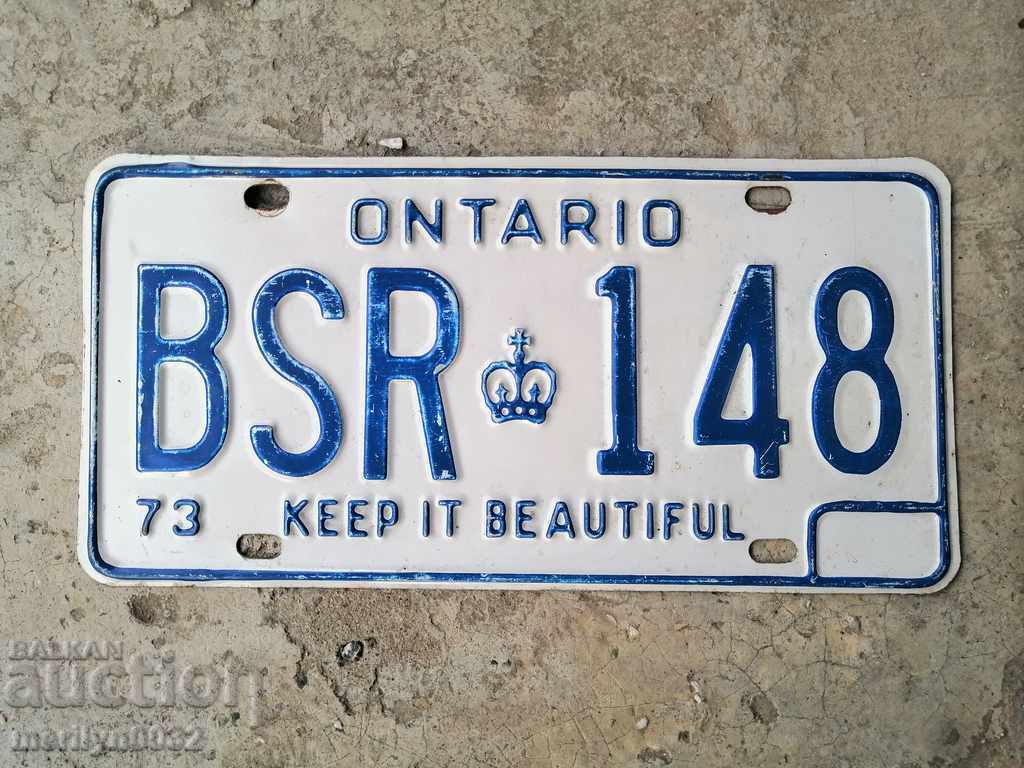 ONTARIO
BSR 148
73 KEEP IT BEAUTIFUL
BALKAN
auction
merilyn0032